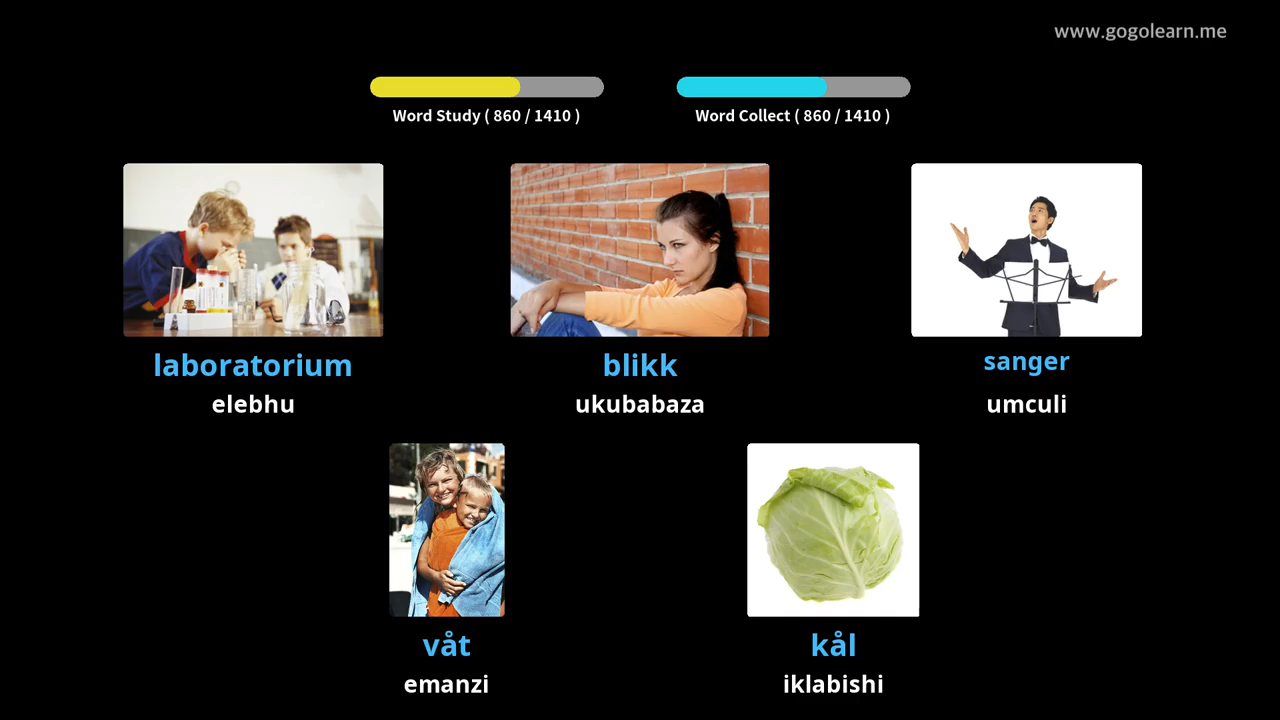 www.gogolearn.me
Word Study ( 860 / 1410 )
Word Collect ( 860 / 1410 )
laboratorium
elebhu
blikk
ukubabaza
sanger
umculi
våt
emanzi
kål
iklabishi